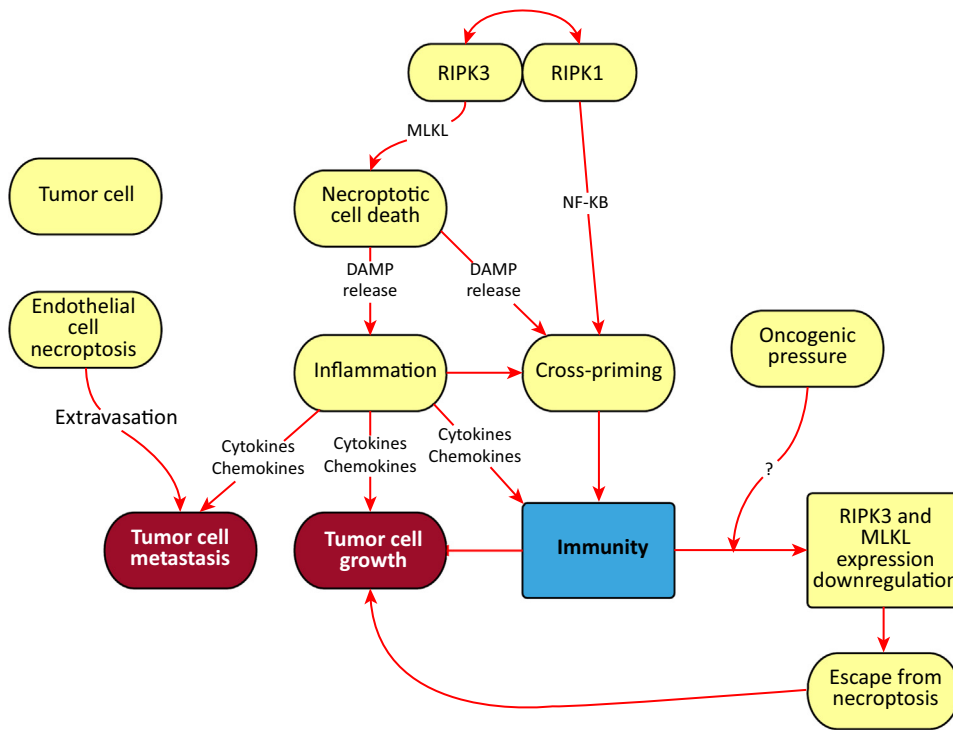 RIPK3
RIPK1
MLKL
Tumor cell
Necroptotic
cell death
NF-KB
DAMP
release
DAMP
release
Endothelial
cell
necroptosis
Inflammation
Cross-priming
Oncogenic
pressure
Extravasation
Cytokines
Chemokines
Cytokines
Chemokines
Cytokines
Chemokines
?
Tumor cell
metastasis
Tumor cell
growth
Immunity
RIPK3 and
MLKL
expression
downregulation
Escape from
necroptosis